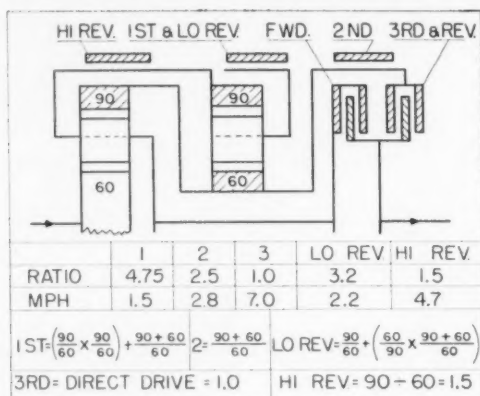 HI REV. 1ST & LO REV. FWD. 2ND 3RD & REV.
90 90
60 60
1 2 3 LO REV. HI REV.
RATIO 4.75 2.5 1.0 3.2 1.5
MPH 1.5 2.8 7.0 2.2 4.7
1ST=(90/60 x 90/60)+ 90+60/60 2= 90+60/60 LO REV= 90/60 +(60/90 x 90+60/60)
3RD= DIRECT DRIVE = 1.0 HI REV= 90 ÷ 60 = 1.5